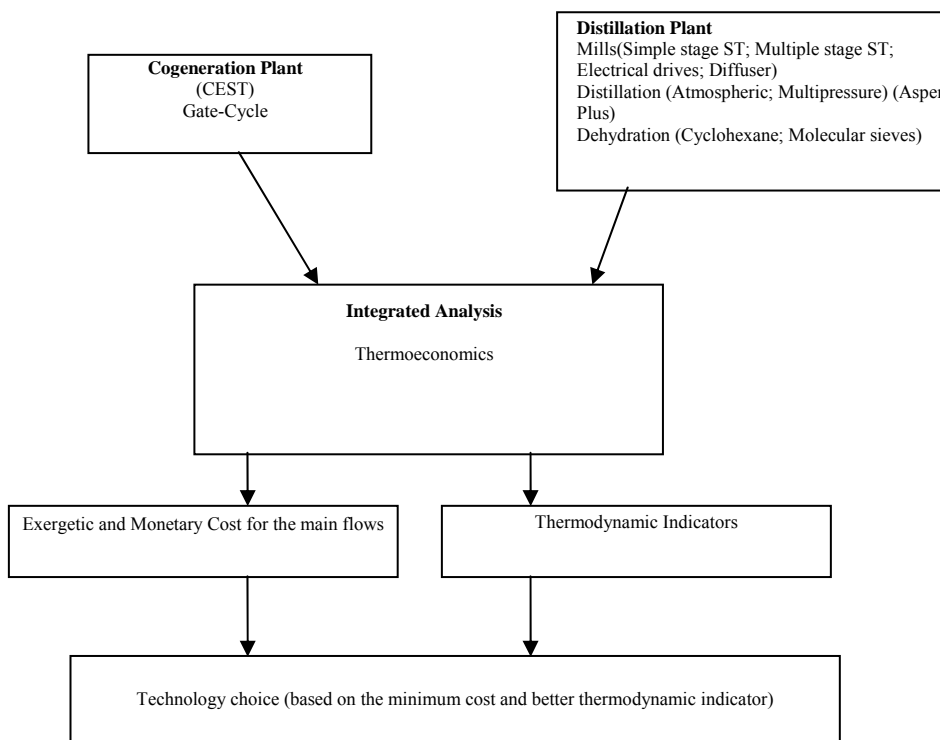 Cogeneration Plant
(CEST)
Gate-Cycle
Distillation Plant
Mills(Simple stage ST; Multiple stage ST;
Electrical drives; Diffuser)
Distillation (Atmospheric; Multipressure) (Aspen
Plus)
Dehydration (Cyclohexane; Molecular sieves)
Integrated Analysis
Thermoeconomics
Exergetic and Monetary Cost for the main flows
Thermodynamic Indicators
Technology choice (based on the minimum cost and better thermodynamic indicator)